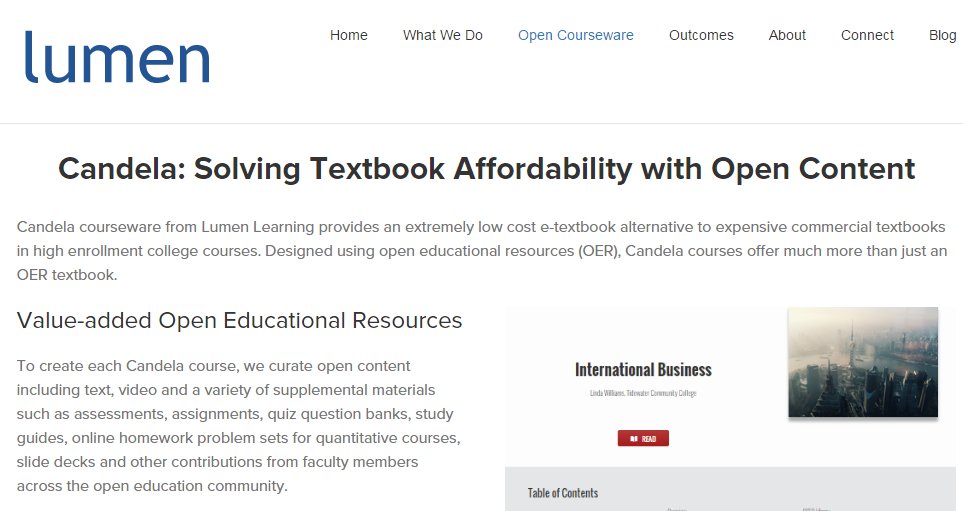 lumen
Home What We Do Open Courseware Outcomes About Connect Blog
Candela: Solving Textbook Affordability with Open Content
Candela courseware from Lumen Learning provides an extremely low cost e-textbook alternative to expensive commercial textbooks
in high enrollment college courses. Designed using open educational resources (OER), Candela courses offer much more than just an
OER textbook.
Value-added Open Educational Resources
To create each Candela course, we curate open content
including text, video and a variety of supplemental materials
such as assessments, assignments, quiz question banks, study
guides, online homework problem sets for quantitative courses,
slide decks and other contributions from faculty members
across the open education community.
International Business
Linda Williams, Tidewater Community College
READ
Table of Contents